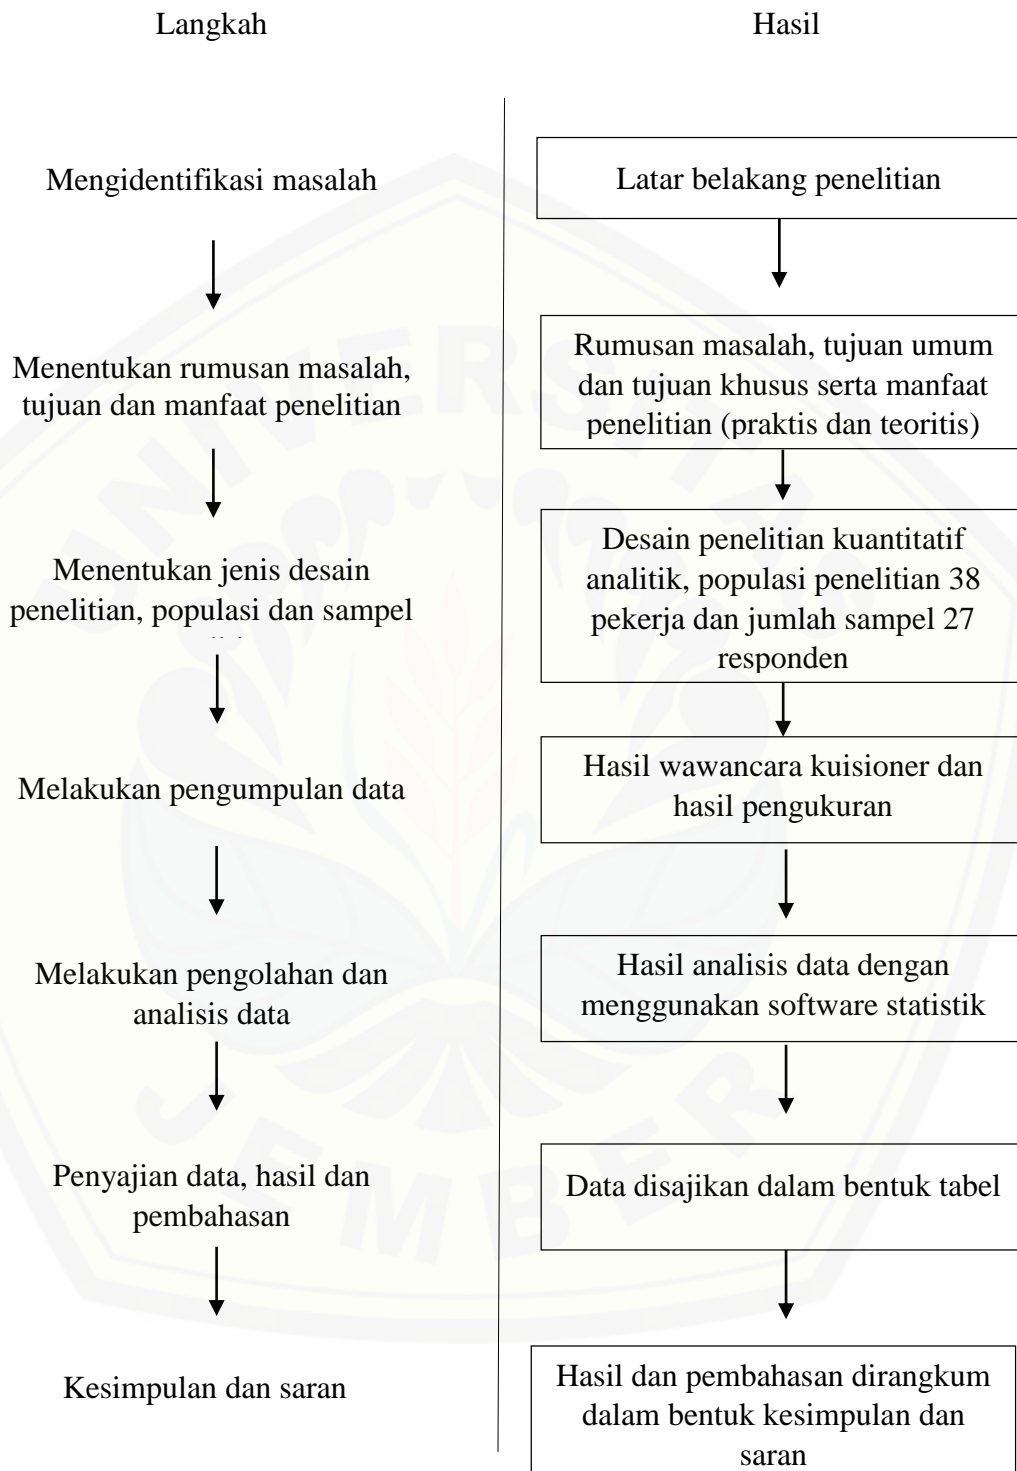 Langkah
Hasil
Mengidentifikasi masalah
Latar belakang penelitian
Menentukan rumusan masalah,
tujuan dan manfaat penelitian
Rumusan masalah, tujuan umum
dan tujuan khusus serta manfaat
penelitian (praktis dan teoritis)
Menentukan jenis desain
penelitian, populasi dan sampel
Desain penelitian kuantitatif
analitik, populasi penelitian 38
pekerja dan jumlah sampel 27
responden
Melakukan pengumpulan data
Hasil wawancara kuisioner dan
hasil pengukuran
Melakukan pengolahan dan
analisis data
Hasil analisis data dengan
menggunakan software statistik
Penyajian data, hasil dan
pembahasan
Data disajikan dalam bentuk tabel
Kesimpulan dan saran
Hasil dan pembahasan dirangkum
dalam bentuk kesimpulan dan
saran
UNIVERSITAS
JEMBER